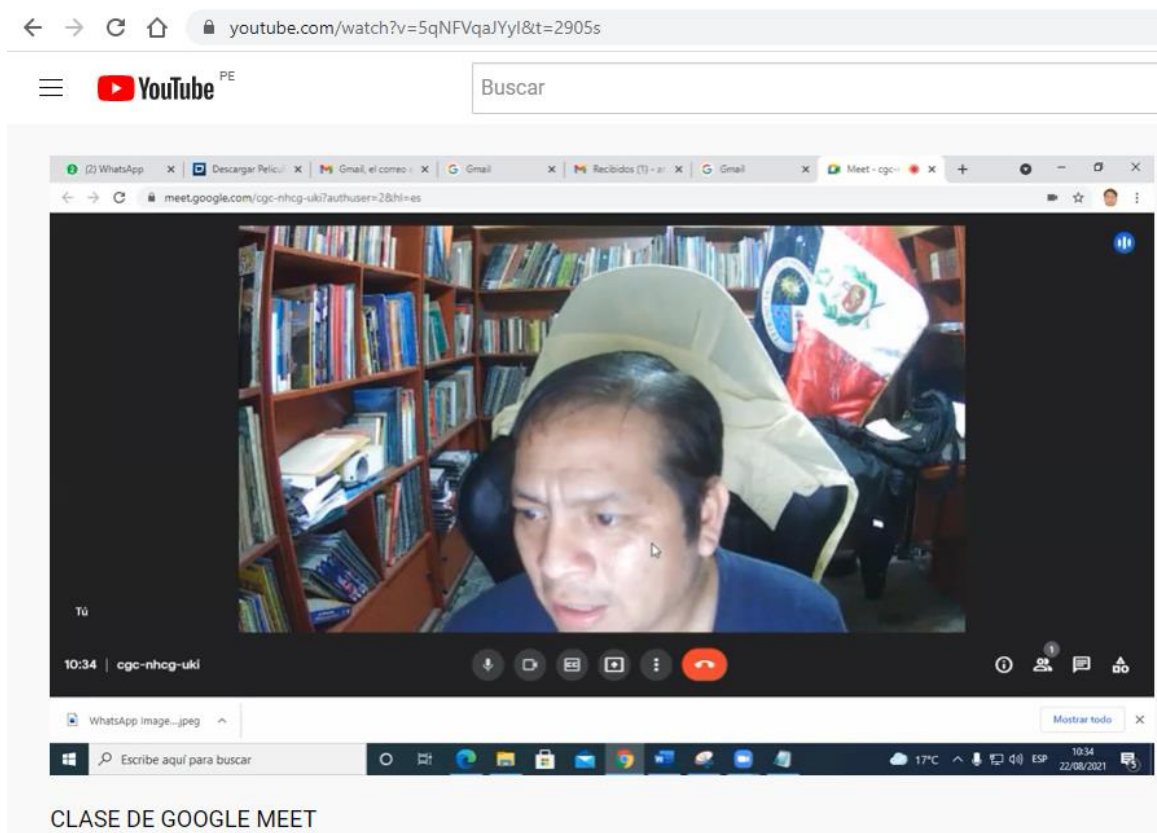 youtube.com/watch?v=5qNFVqaJYyI&t=2905s
YouTube PE
Buscar
(2) WhatsApp Descargar Pelícu Gmail, el correo Gmail Recibidos (1) - Gmail Meet - cgc-
meet.google.com/cgc-nhcg-uki?authuser=2&hl=es
Tú
10:34 | cgc-nhcg-uki
1
WhatsApp Image...jpeg
Mostrar todo
Escribe aquí para buscar
17°C ESP 10:34
22/08/2021
5
CLASE DE GOOGLE MEET